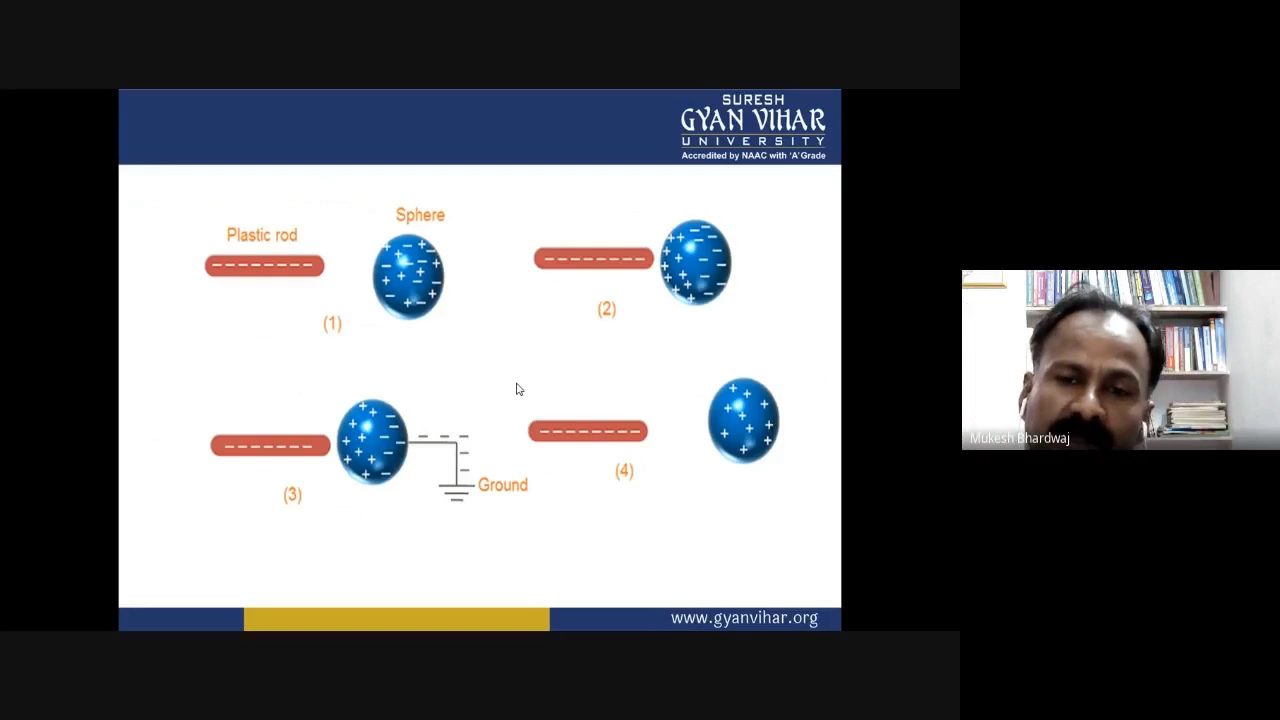 SURESH
GYAN VIHAR
UNIVERSITY
Accredited by NAAC with 'A' Grade
Plastic rod
Sphere
(1)
(2)
(3)
Ground
(4)
www.gyanvihar.org
Mukesh Bhardwaj